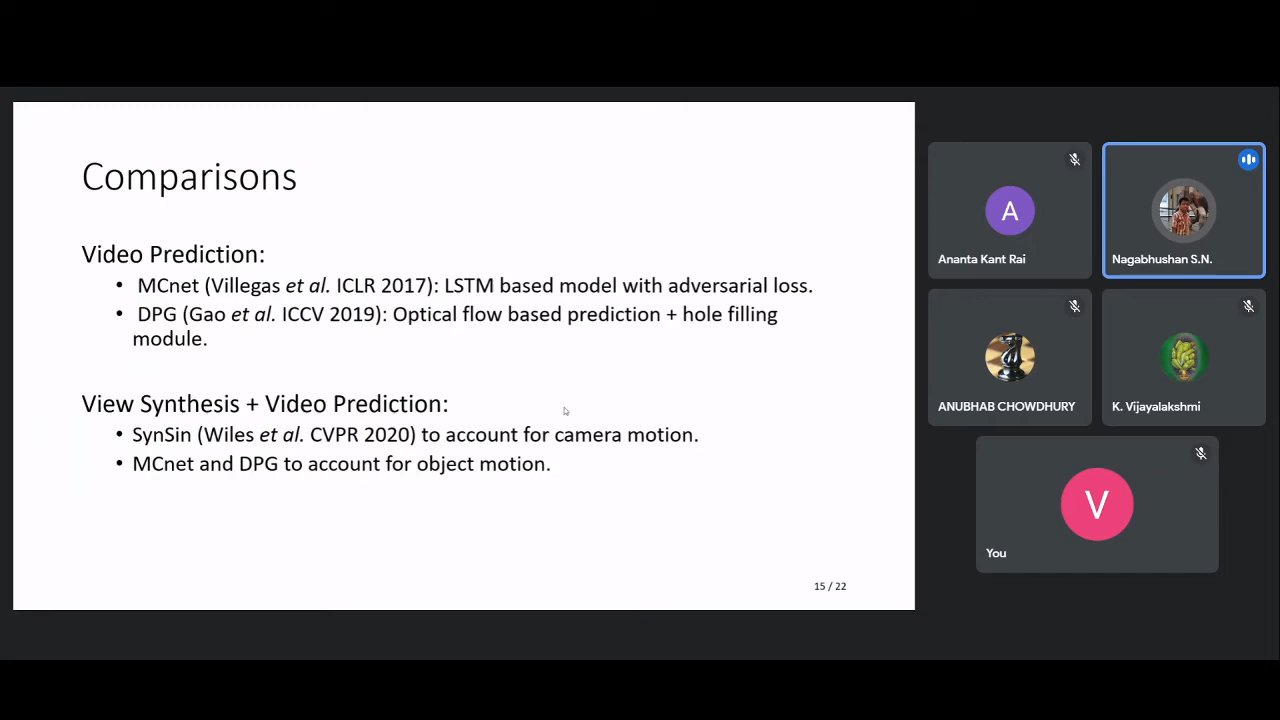 Comparisons
Video Prediction:
• MCnet (Villegas et al. ICLR 2017): LSTM based model with adversarial loss.
• DPG (Gao et al. ICCV 2019): Optical flow based prediction + hole filling
module.
View Synthesis + Video Prediction:
• SynSin (Wiles et al. CVPR 2020) to account for camera motion.
• MCnet and DPG to account for object motion.
15 / 22
A
Ananta Kant Rai
Nagabhushan S.N.
ANUBHAB CHOWDHURY
K. Vijayalakshmi
V
You